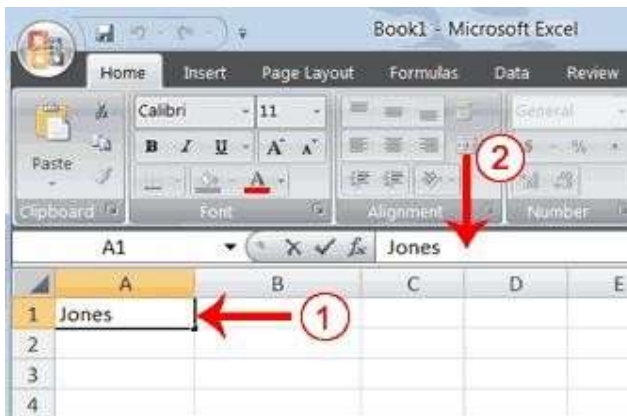 Book1 - Microsoft Excel
Home Insert Page Layout Formulas Data Review
Calibri 11 General
B I U A A
Paste A $ %
2
Clipboard Font Alignment Number
A1 fx Jones
A B C D E
1 Jones 1
2
3
4